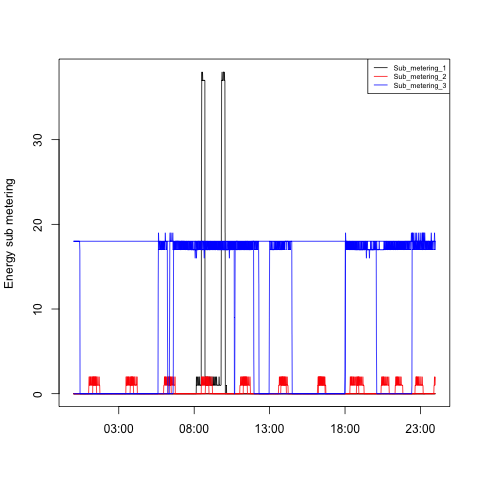 Sub_metering_1
Sub_metering_2
Sub_metering_3
Energy sub metering
30
20
10
0
03:00 08:00 13:00 18:00 23:00